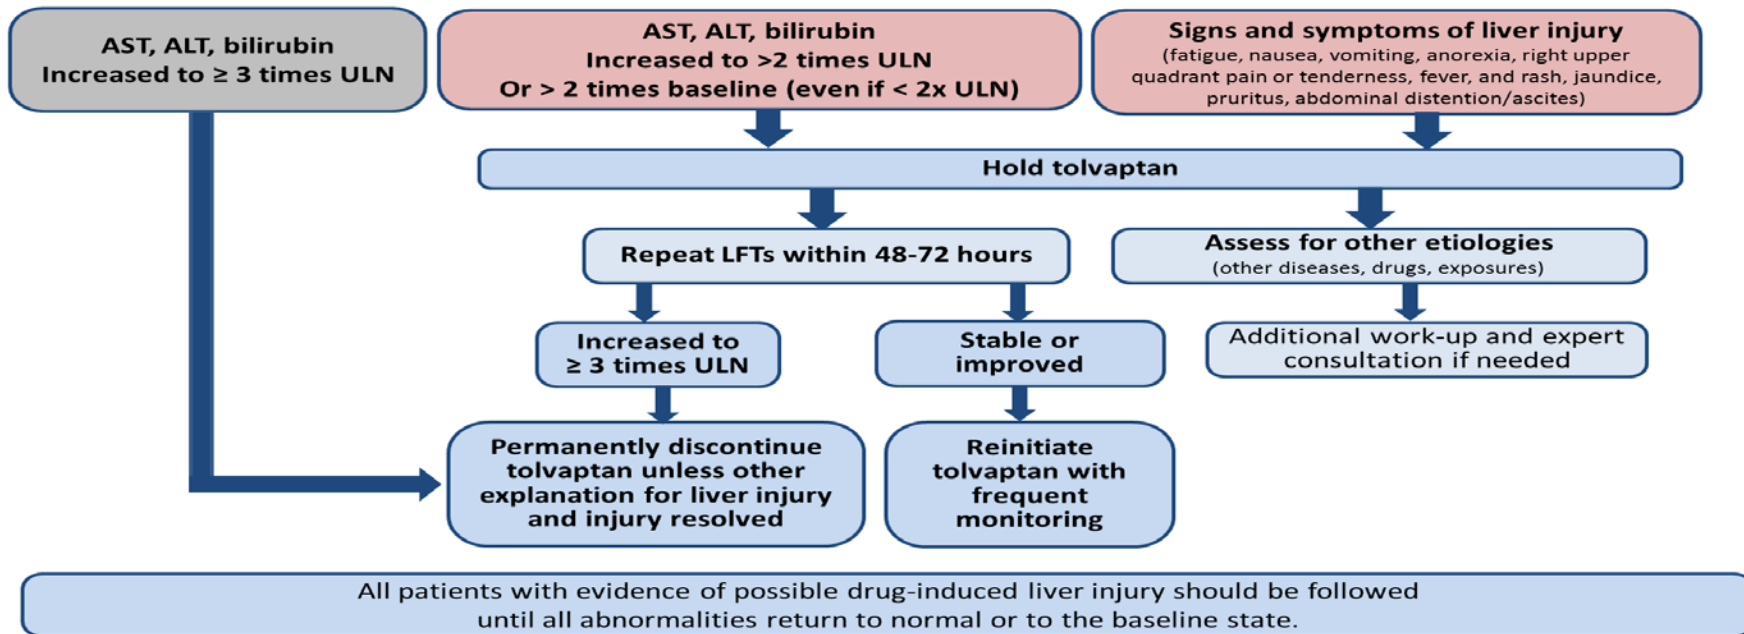 AST, ALT, bilirubin
Increased to ≥ 3 times ULN
AST, ALT, bilirubin
Increased to >2 times ULN
Or > 2 times baseline (even if < 2x ULN)
Signs and symptoms of liver injury
(fatigue, nausea, vomiting, anorexia, right upper
quadrant pain or tenderness, fever, and rash, jaundice,
pruritus, abdominal distention/ascites)
Hold tolvaptan
Repeat LFTs within 48-72 hours
Assess for other etiologies
(other diseases, drugs, exposures)
Increased to
≥ 3 times ULN
Stable or
improved
Additional work-up and expert
consultation if needed
Permanently discontinue
tolvaptan unless other
explanation for liver injury
and injury resolved
Reinitiate
tolvaptan with
frequent
monitoring
All patients with evidence of possible drug-induced liver injury should be followed
until all abnormalities return to normal or to the baseline state.